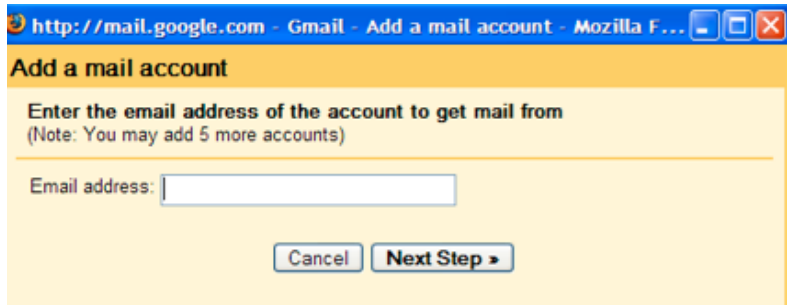 http://mail.google.com - Gmail - Add a mail account - Mozilla F...
Add a mail account
Enter the email address of the account to get mail from
(Note: You may add 5 more accounts)
Email address:
Cancel Next Step »